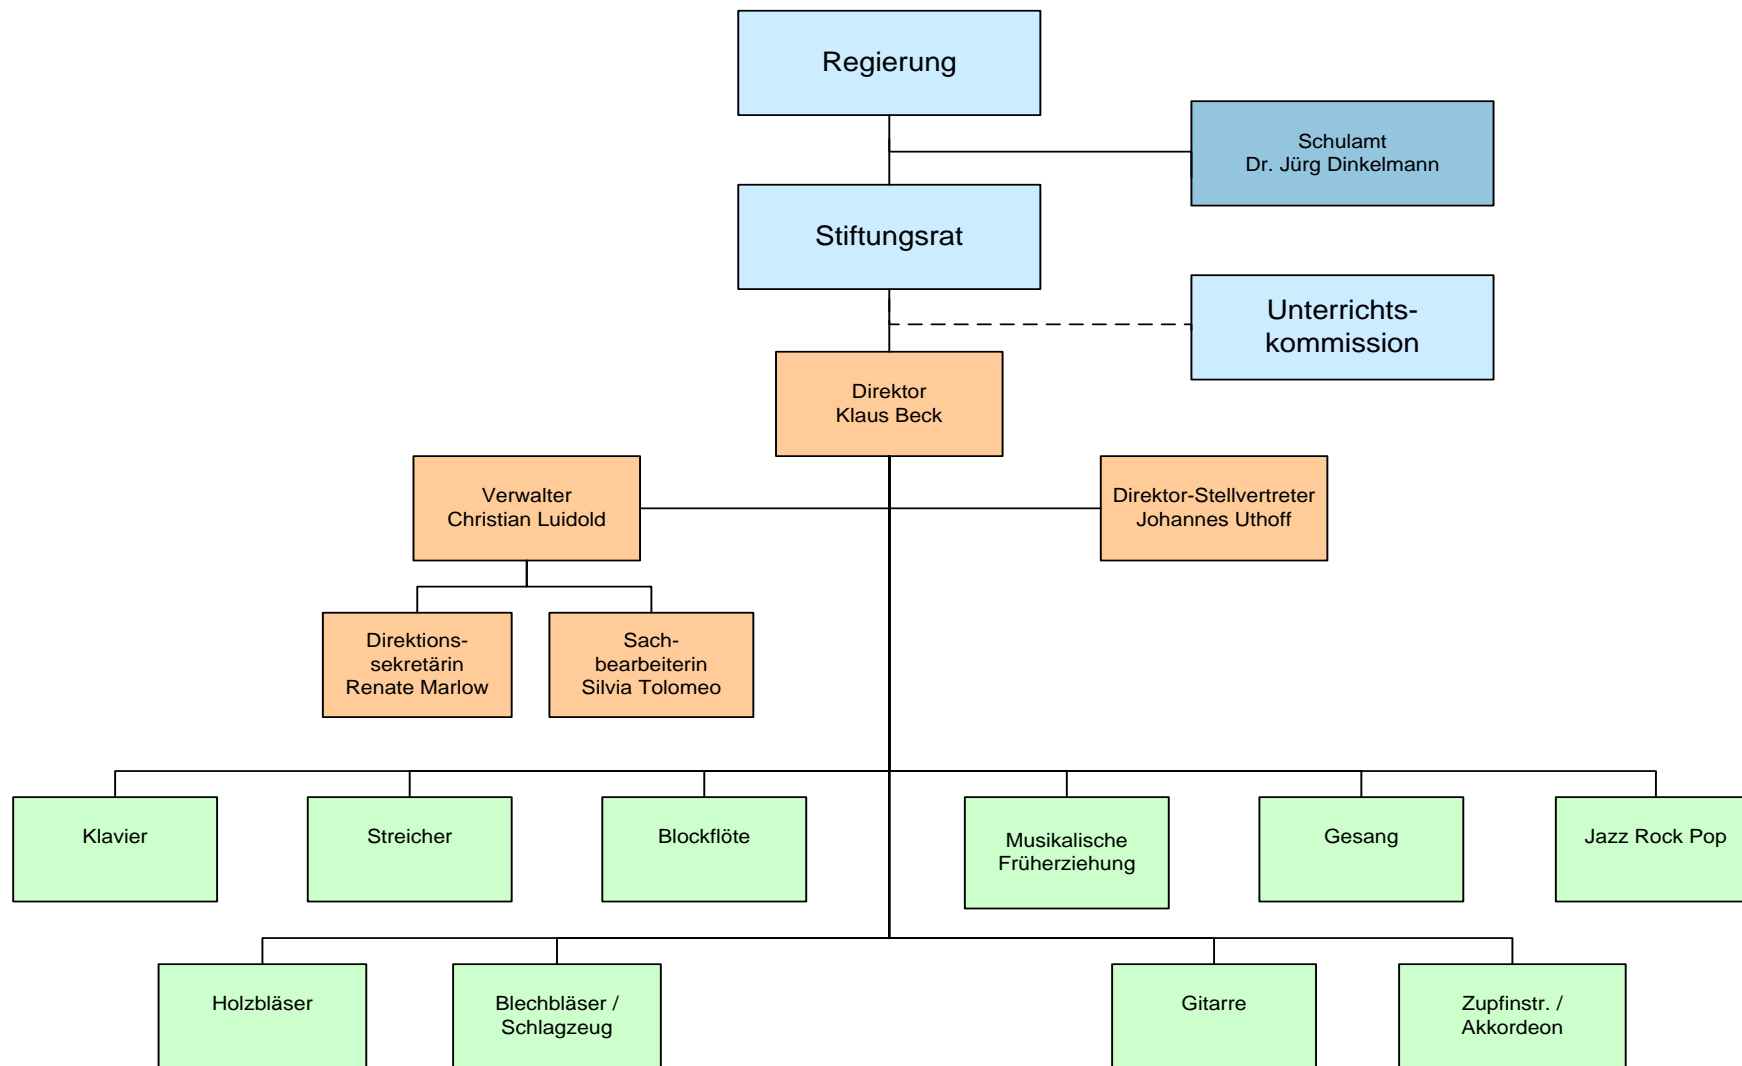 Regierung
Schulamt
Dr. Jürg Dinkelmann
Stiftungsrat
Unterrichts-
kommission
Direktor
Klaus Beck
Verwalter
Christian Luidold
Direktor-Stellvertreter
Johannes Uthoff
Direktions-
sekretärin
Renate Marlow
Sach-
bearbeiterin
Silvia Tolomeo
Klavier
Streicher
Blockflöte
Musikalische
Früherziehung
Gesang
Jazz Rock Pop
Holzbläser
Blechbläser /
Schlagzeug
Gitarre
Zupfinstr. /
Akkordeon